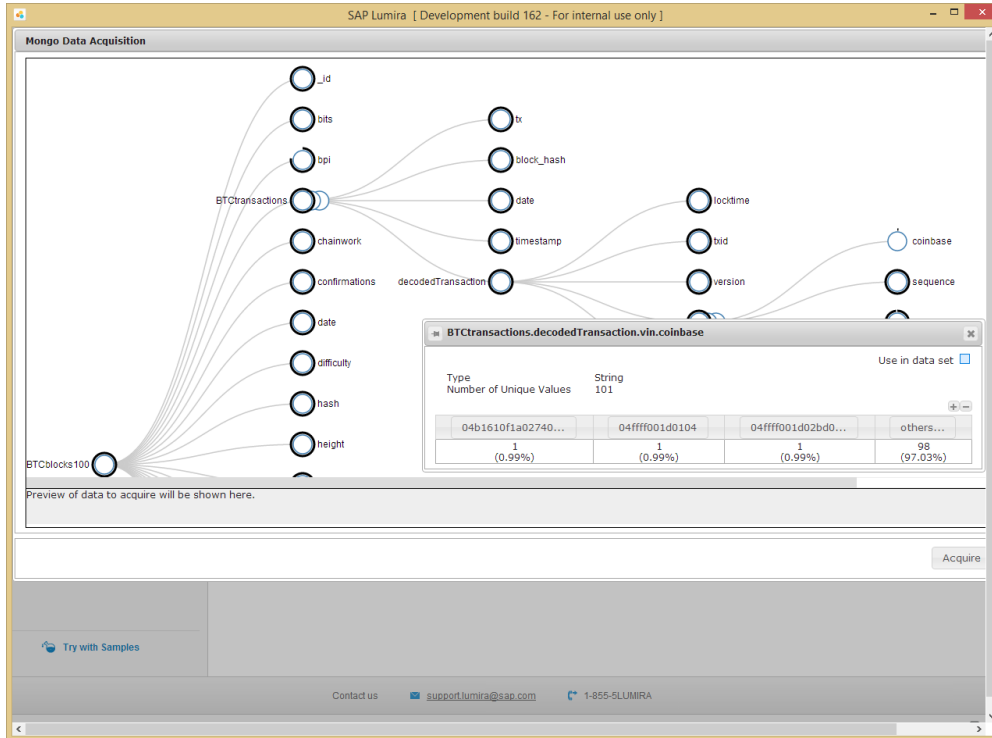 SAP Lumira [ Development build 162 - For internal use only ]
Mongo Data Acquisition
_id
bits
tx
bpi
block_hash
BTCtransactions
date
locktime
chainwork
timestamp
txid
coinbase
confirmations
decodedTransaction
version
sequence
date
BTCtransactions.decodedTransaction.vin.coinbase
difficulty
Use in data set
Type String
Number of Unique Values 101
hash
04b1610f1a02740... 04ffff001d0104 04ffff001d02bd0... others...
height
1 1 1 98
(0.99%) (0.99%) (0.99%) (97.03%)
BTCblocks100
Preview of data to acquire will be shown here.
Acquire
Try with Samples
Contact us support.lumira@sap.com 1-855-5LUMIRA